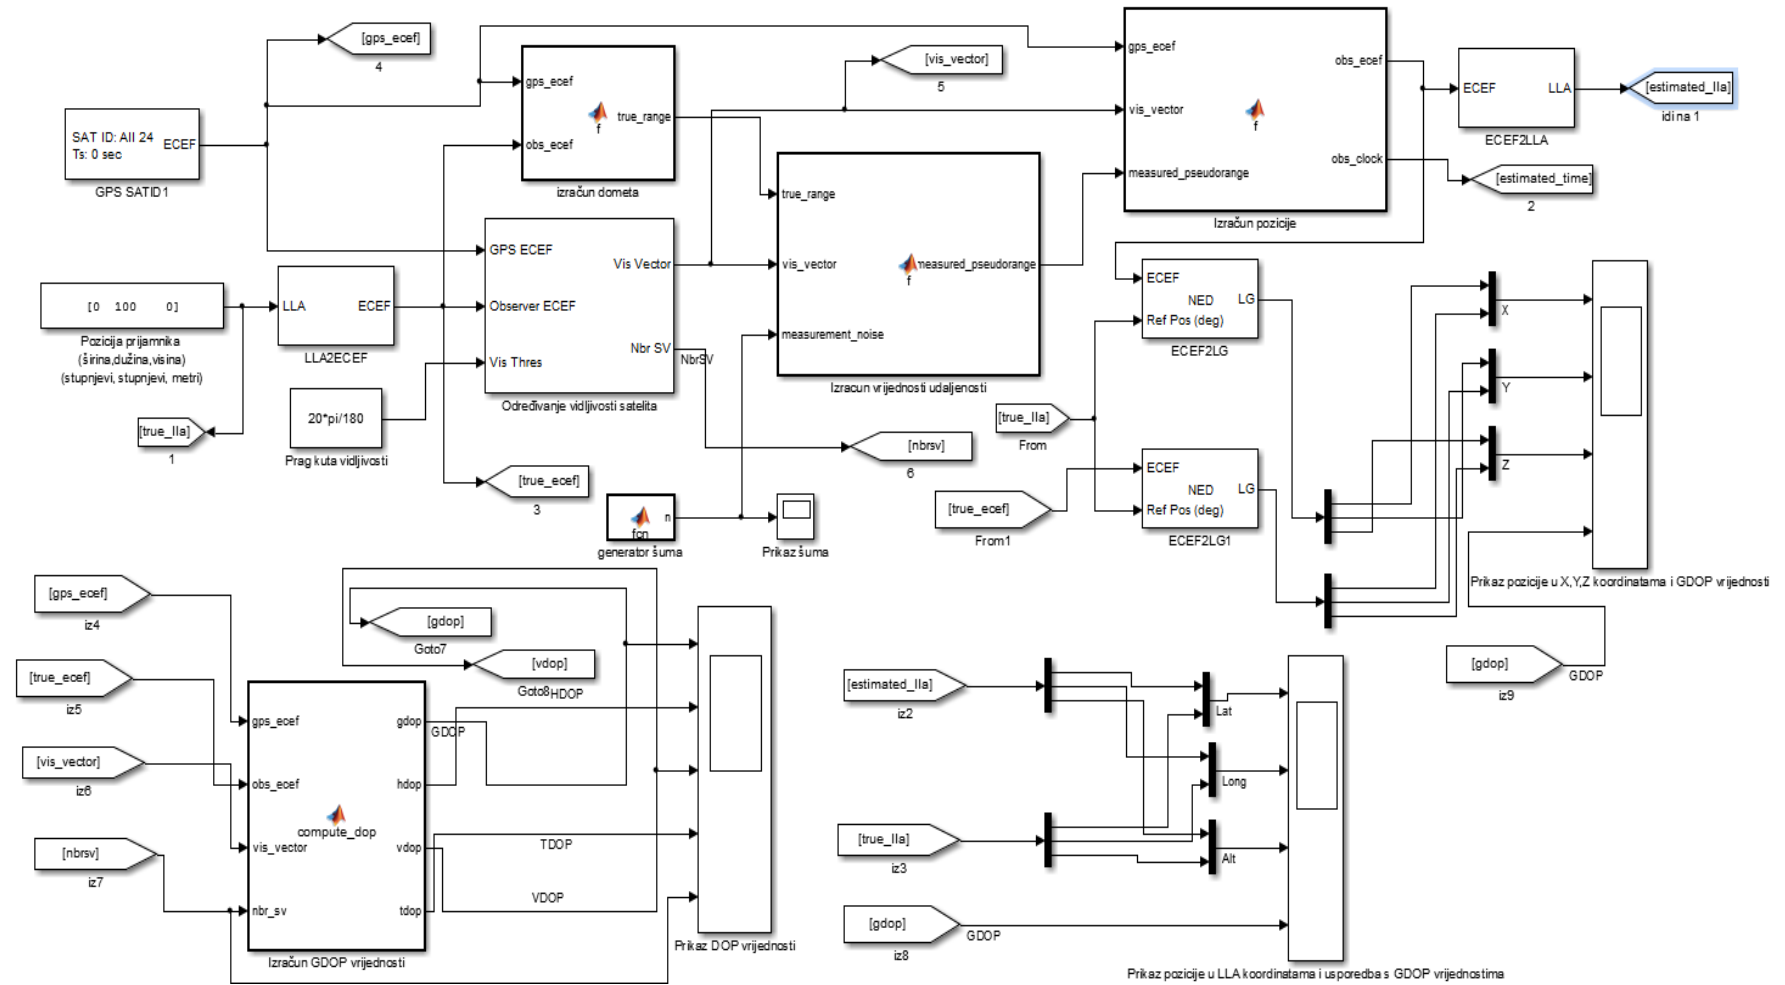 [gps_ecef]
4
SAT ID: All 24
Ts: 0 sec
ECEF
GPS SATID1
gps_ecef
obs_ecef
true_range
f
izračun dometa
[vis_vector]
5
gps_ecef
vis_vector
measured_pseudorange
obs_ecef
obs_clock
f
Izračun pozicije
ECEF
LLA
ECEF2LLA
[estimated_lla]
idi na 1
[estimated_time]
2
[0 100 0]
Pozicija prijamnika
(širina,dužina,visina)
(stupnjevi, stupnjevi, metri)
LLA
ECEF
LLA2ECEF
[true_lla]
1
20*pi/180
Prag kuta vidljivosti
GPS ECEF
Observer ECEF
Vis Thres
Vis Vector
Nbr SV
NbrSV
Određivanje vidljivosti satelita
[true_ecef]
3
true_range
vis_vector
measurement_noise
measured_pseudorange
f
Izracun vrijednosti udaljenosti
[nbrsv]
6
n
fcn
generator šuma
Prikaz šuma
ECEF
Ref Pos (deg)
NED
LG
ECEF2LG
[true_lla]
From
[true_ecef]
From1
ECEF
Ref Pos (deg)
NED
LG
ECEF2LG1
X
Y
Z
Prikaz pozicije u X,Y,Z koordinatama i GDOP vrijednosti
[gdop]
iz9
GDOP
[gps_ecef]
iz4
[true_ecef]
iz5
[vis_vector]
iz6
[nbrsv]
iz7
gps_ecef
obs_ecef
vis_vector
nbr_sv
compute_dop
gdop
hdop
vdop
tdop
Izračun GDOP vrijednosti
[gdop]
Goto7
[vdop]
Goto8
HDOP
GDOP
TDOP
VDOP
Prikaz DOP vrijednosti
[estimated_lla]
iz2
[true_lla]
iz3
[gdop]
iz8
GDOP
Lat
Long
Alt
Prikaz pozicije u LLA koordinatama i usporedba s GDOP vrijednostima